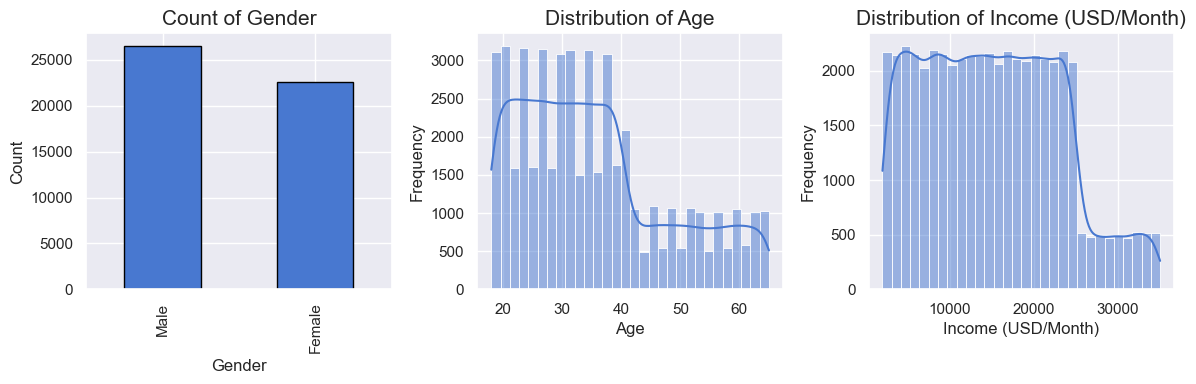 Count of Gender
25000
20000
15000
10000
5000
0
Count
Male
Female
Gender
Distribution of Age
3000
2500
2000
1500
1000
500
0
Frequency
20 30 40 50 60
Age
Distribution of Income (USD/Month)
2000
1500
1000
500
0
Frequency
10000 20000 30000
Income (USD/Month)